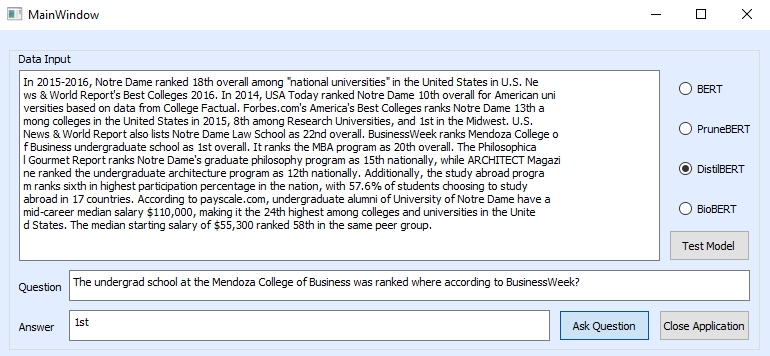 MainWindow
Data Input
In 2015-2016, Notre Dame ranked 18th overall among "national universities" in the United States in U.S. Ne
ws & World Report's Best Colleges 2016. In 2014, USA Today ranked Notre Dame 10th overall for American uni
versities based on data from College Factual. Forbes.com's America's Best Colleges ranks Notre Dame 13th a
mong colleges in the United States in 2015, 8th among Research Universities, and 1st in the Midwest. U.S.
News & World Report also lists Notre Dame Law School as 22nd overall. BusinessWeek ranks Mendoza College o
f Business undergraduate school as 1st overall. It ranks the MBA program as 20th overall. The Philosophica
l Gourmet Report ranks Notre Dame's graduate philosophy program as 15th nationally, while ARCHITECT Magazi
ne ranked the undergraduate architecture program as 12th nationally. Additionally, the study abroad progra
m ranks sixth in highest participation percentage in the nation, with 57.6% of students choosing to study
abroad in 17 countries. According to payscale.com, undergraduate alumni of University of Notre Dame have a
mid-career median salary $110,000, making it the 24th highest among colleges and universities in the Unite
d States. The median starting salary of $55,300 ranked 58th in the same peer group.
BERT
PruneBERT
DistilBERT
BioBERT
Test Model
Question
The undergrad school at the Mendoza College of Business was ranked where according to BusinessWeek?
Answer
1st
Ask Question
Close Application